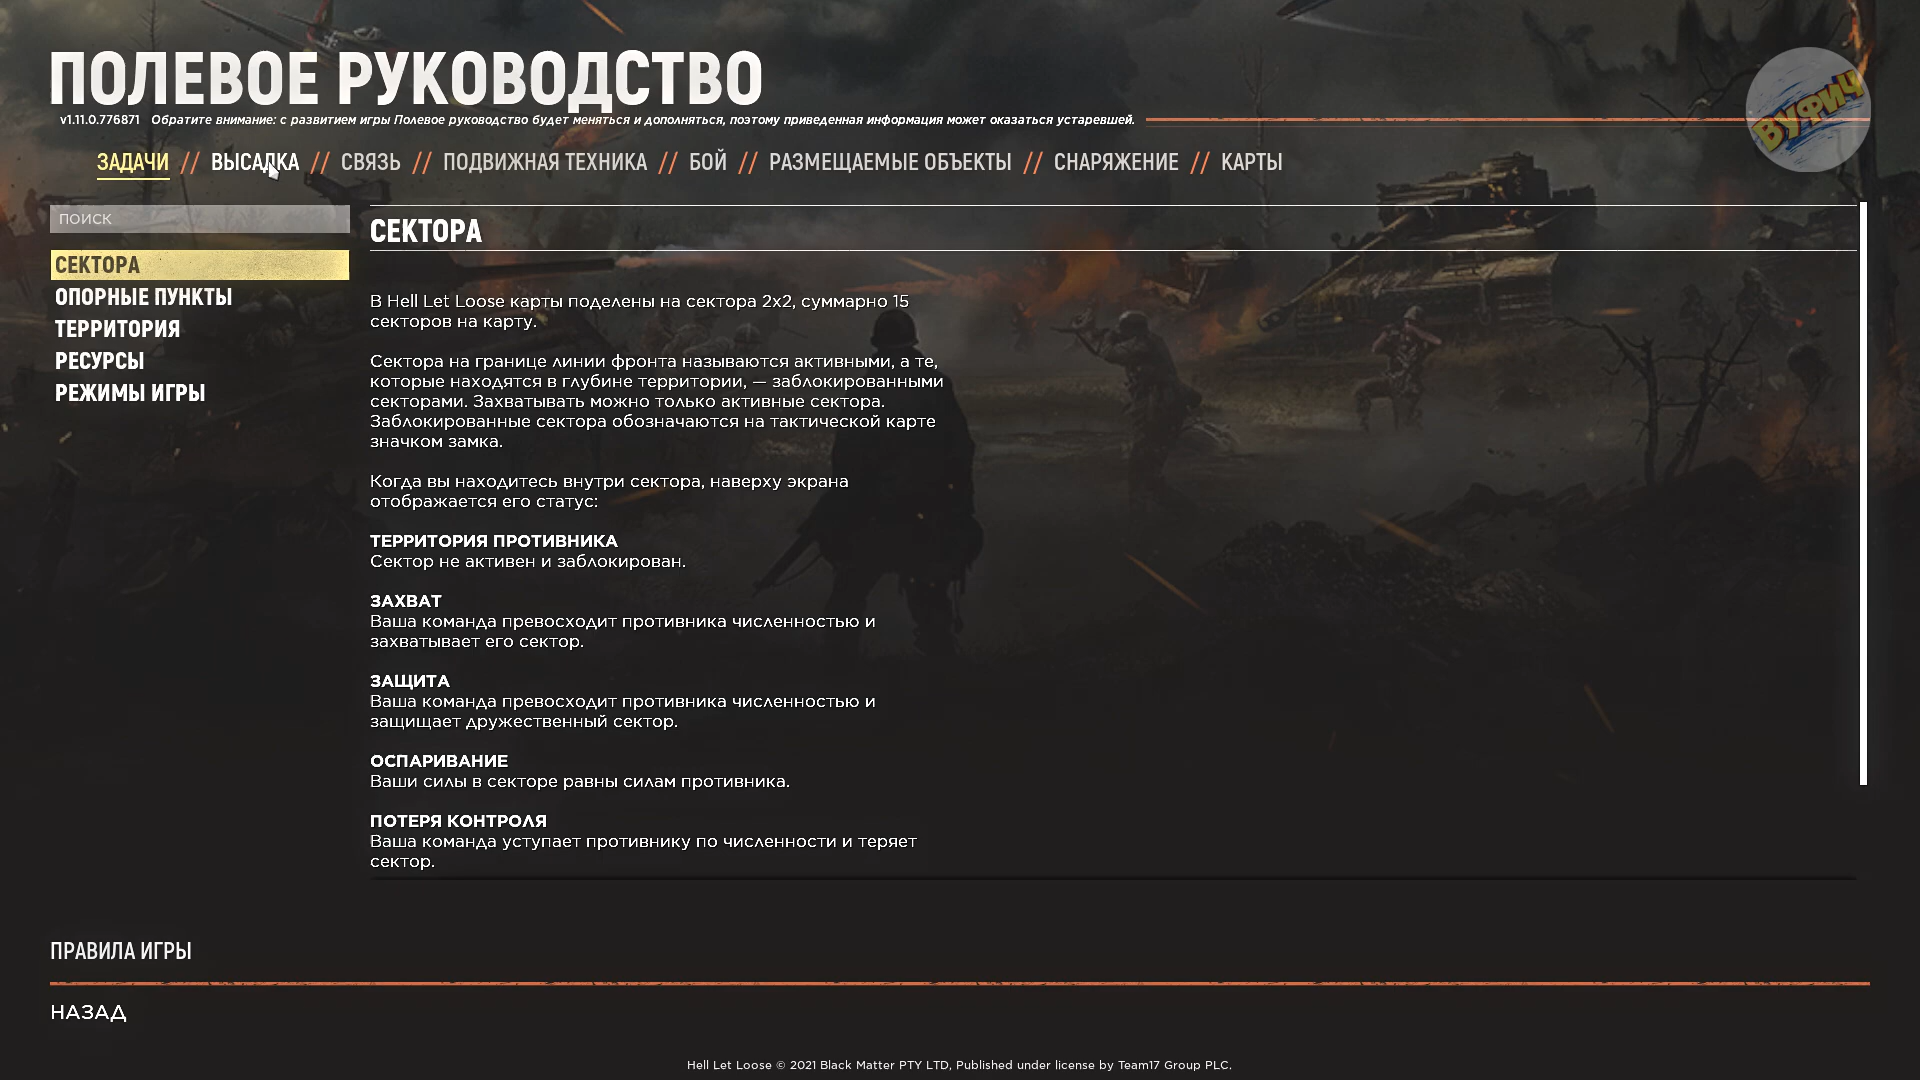 ПОЛЕВОЕ РУКОВОДСТВО
v1.11.0.776871 Обратите внимание: с развитием игры Полевое руководство будет меняться и дополняться, поэтому приведенная информация может оказаться устаревшей.
ВУФИЧ
ЗАДАЧИ // ВЫСАДКА // СВЯЗЬ // ПОДВИЖНАЯ ТЕХНИКА // БОЙ // РАЗМЕЩАЕМЫЕ ОБЪЕКТЫ // СНАРЯЖЕНИЕ // КАРТЫ
ПОИСК
СЕКТОРА
ОПОРНЫЕ ПУНКТЫ
ТЕРРИТОРИЯ
РЕСУРСЫ
РЕЖИМЫ ИГРЫ
СЕКТОРА
В Hell Let Loose карты поделены на сектора 2x2, суммарно 15
секторов на карту.
Сектора на границе линии фронта называются активными, а те,
которые находятся в глубине территории, — заблокированными
секторами. Захватывать можно только активные сектора.
Заблокированные сектора обозначаются на тактической карте
значком замка.
Когда вы находитесь внутри сектора, наверху экрана
отображается его статус:
ТЕРРИТОРИЯ ПРОТИВНИКА
Сектор не активен и заблокирован.
ЗАХВАТ
Ваша команда превосходит противника численностью и
захватывает его сектор.
ЗАЩИТА
Ваша команда превосходит противника численностью и
защищает дружественный сектор.
ОСПАРИВАНИЕ
Ваши силы в секторе равны силам противника.
ПОТЕРЯ КОНТРОЛЯ
Ваша команда уступает противнику по численности и теряет
сектор.
ПРАВИЛА ИГРЫ
НАЗАД
Hell Let Loose © 2021 Black Matter PTY LTD, Published under license by Team17 Group PLC.